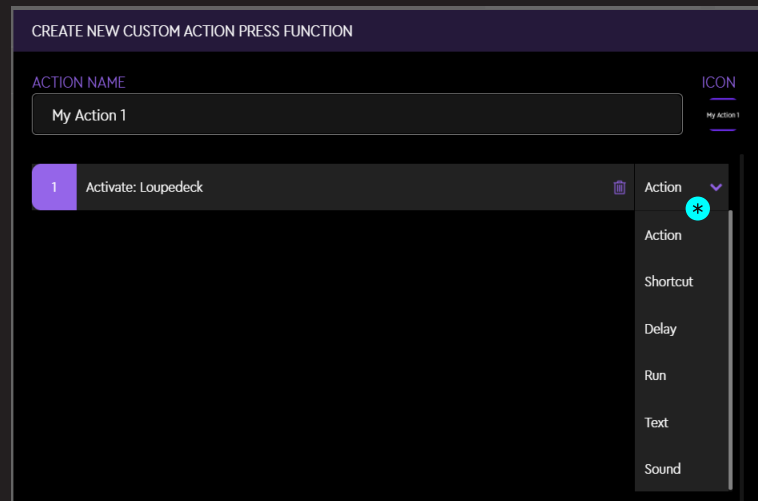 CREATE NEW CUSTOM ACTION PRESS FUNCTION
ACTION NAME
ICON
My Action 1
My Action 1
1 Activate: Loupedeck Action
*
Action
Shortcut
Delay
Run
Text
Sound